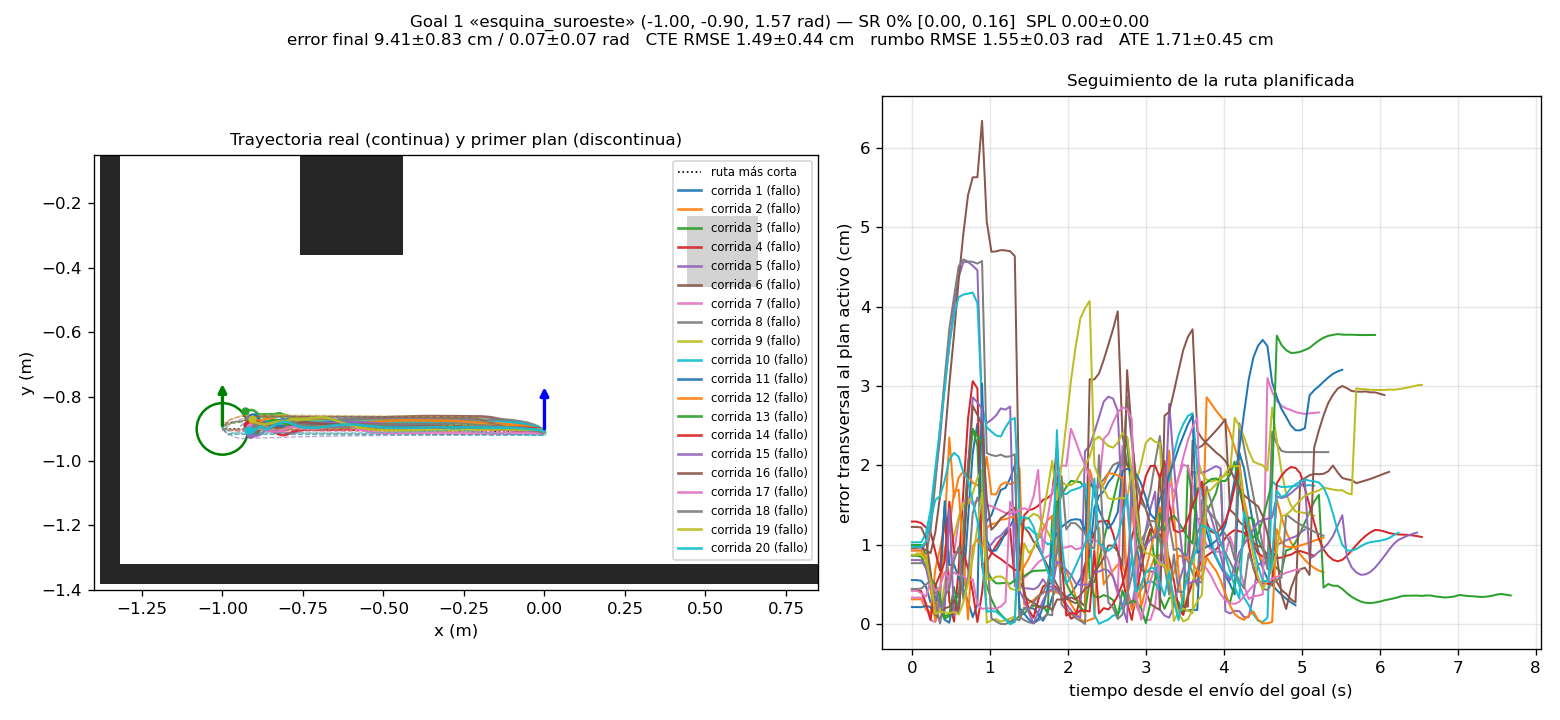 Goal 1 «esquina_suroeste» (-1.00, -0.90, 1.57 rad) — SR 0% [0.00, 0.16]  SPL 0.00±0.00
error final 9.41±0.83 cm / 0.07±0.07 rad   CTE RMSE 1.49±0.44 cm   rumbo RMSE 1.55±0.03 rad   ATE 1.71±0.45 cm
Trayectoria real (continua) y primer plan (discontinua)
y (m)
−0.2
−0.4
−0.6
−0.8
−1.0
−1.2
−1.4
−1.25
−1.00
−0.75
−0.50
−0.25
0.00
0.25
0.50
0.75
x (m)
ruta más corta
corrida 1 (fallo)
corrida 2 (fallo)
corrida 3 (fallo)
corrida 4 (fallo)
corrida 5 (fallo)
corrida 6 (fallo)
corrida 7 (fallo)
corrida 8 (fallo)
corrida 9 (fallo)
corrida 10 (fallo)
corrida 11 (fallo)
corrida 12 (fallo)
corrida 13 (fallo)
corrida 14 (fallo)
corrida 15 (fallo)
corrida 16 (fallo)
corrida 17 (fallo)
corrida 18 (fallo)
corrida 19 (fallo)
corrida 20 (fallo)
Seguimiento de la ruta planificada
error transversal al plan activo (cm)
6
5
4
3
2
1
0
0
1
2
3
4
5
6
7
8
tiempo desde el envío del goal (s)